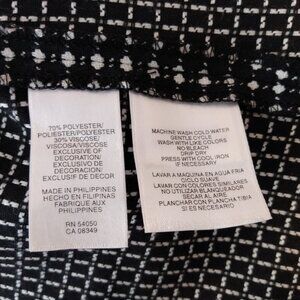 70% POLYESTER/
POLIESTER/POLYESTER
30% VISCOSE/
VISCOSA/VISCOSE
EXCLUSIVE OF
DECORATION/
EXCLUSIVO DE
DECORACION/
EXCLUSIF DE
DECORATION
MADE IN PHILIPPINES
HECHO EN FILIPINAS
FABRIQUE AUX
PHILIPPINES
RN 54050
CA 06349
MACHINE WASH COLD WATER
GENTLE CYCLE
WASH WITH LIKE COLORS
NO BLEACH
DRIP DRY
PRESS WITH COOL IRON
IF NECESSARY
LAVAR A MAQUINA EN AGUA FRIA
CICLO SUAVE
LAVAR CON COLORES SIMILARES
NO UTILIZAR BLANQUEADOR
SECAR AL AIRE
PLANCHAR CON PLANCHA TIBIA
SI ES NECESARIO